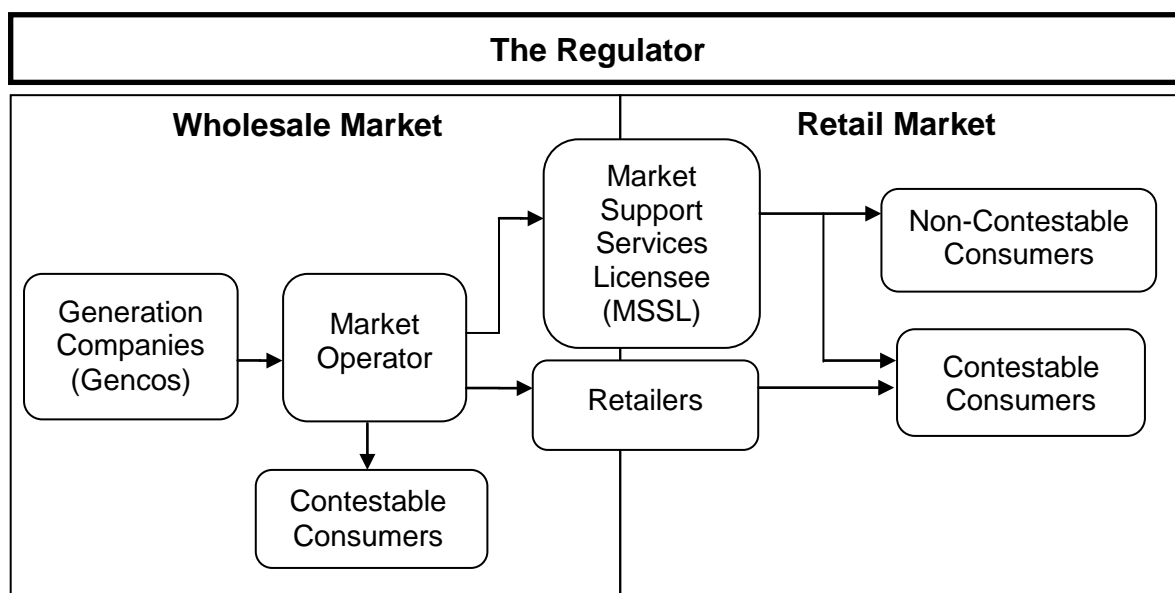 The Regulator
Wholesale Market
Retail Market
Generation
Companies
(Gencos)
Market
Operator
Contestable
Consumers
Market
Support
Services
Licensee
(MSSL)
Retailers
Non-Contestable
Consumers
Contestable
Consumers